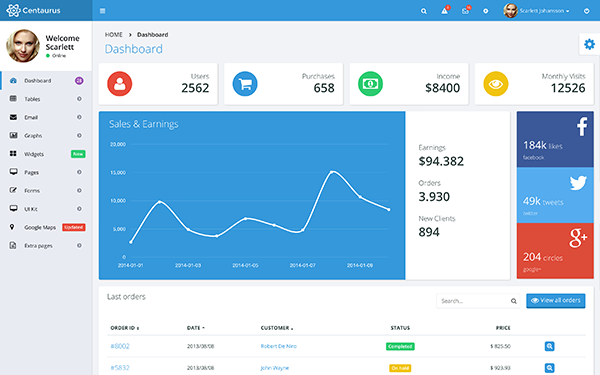 Centaurus
Scarlett Johansson
Welcome
Scarlett
Online
HOME > Dashboard
Dashboard
Dashboard
Tables
Email
Graphs
Widgets New
Pages
Forms
UI Kit
Google Maps Updated
Extra pages
Users
2562
Purchases
658
Income
$8400
Monthly Visits
12526
Sales & Earnings
20,000
15,000
10,000
5,000
0
2014-01-01 2014-01-03 2014-01-05 2014-01-07 2014-01-09
Earnings
$94.382
Orders
3.930
New Clients
894
184k likes
facebook
49k tweets
twitter
g+
204 circles
google+
Last orders
Search...
View all orders
ORDER ID DATE CUSTOMER STATUS PRICE
#8002 2013/08/08 Robert De Niro Completed $ 825.50
#5832 2013/08/08 John Wayne On hold $ 923.93